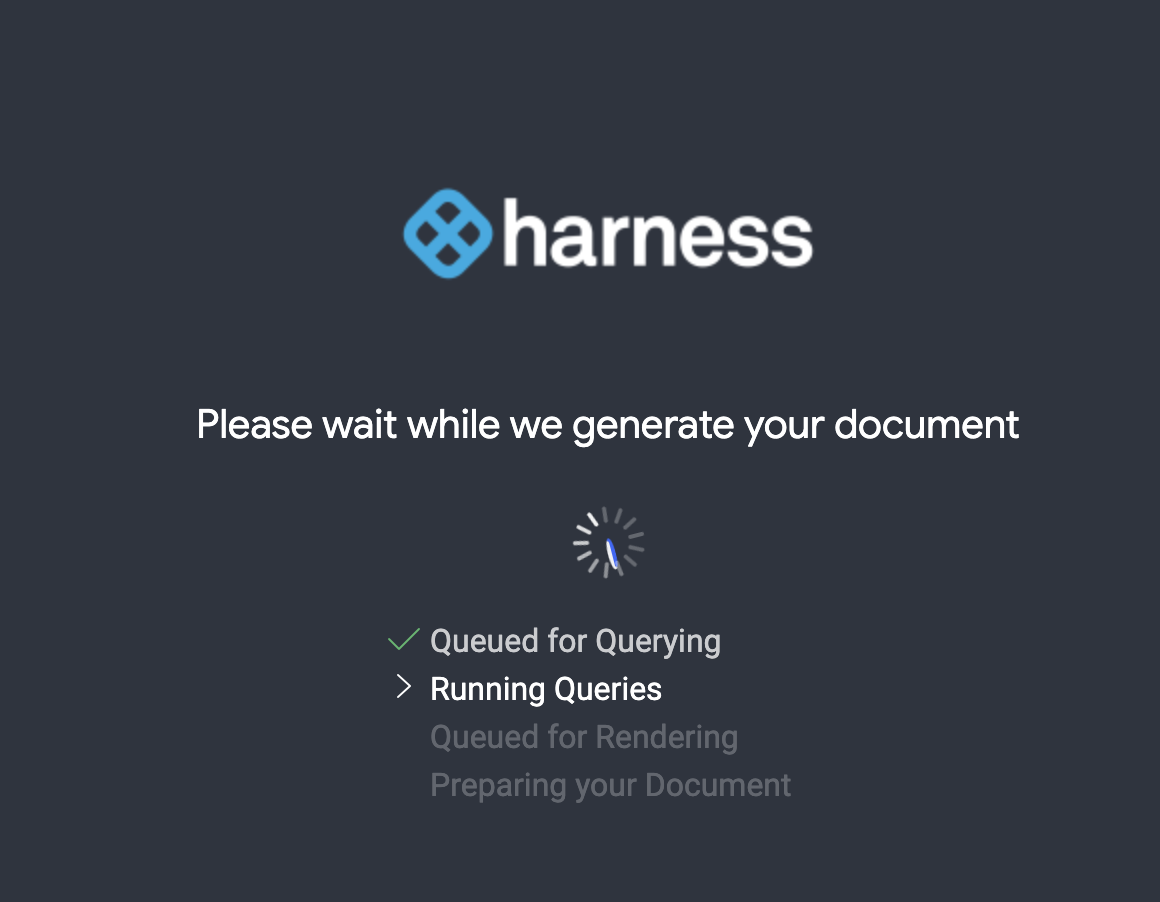 harness
Please wait while we generate your document
Queued for Querying
Running Queries
Queued for Rendering
Preparing your Document